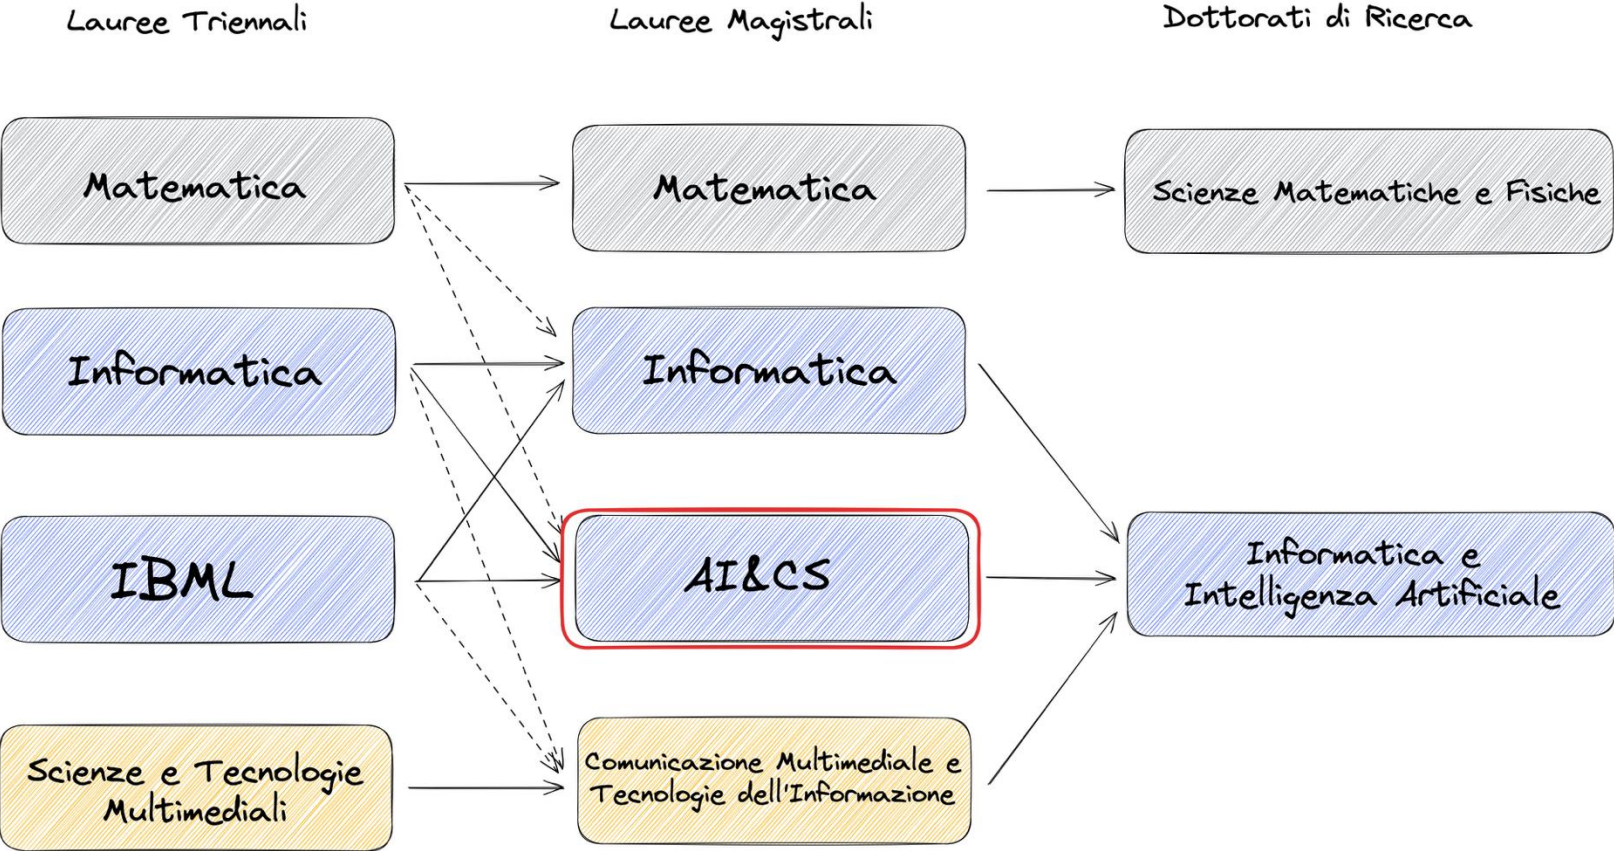 Lauree Triennali
Lauree Magistrali
Dottorati di Ricerca
Matematica
Matematica
Scienze Matematiche e Fisiche
Informatica
Informatica
IBML
AI&CS
Informatica e
Intelligenza Artificiale
Scienze e Tecnologie
Multimediali
Comunicazione Multimediale e
Tecnologie dell'Informazione